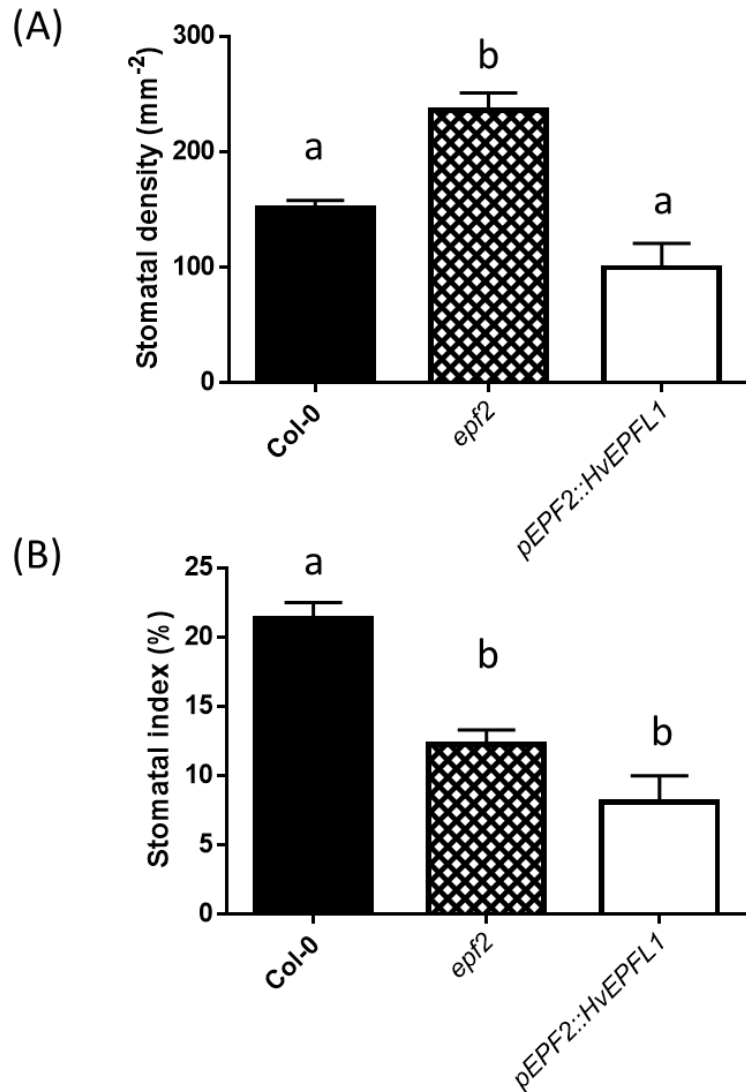 (A)
Stomatal density (mm⁻²)
300
200
100
0
a
b
a
Col-0
epf2
pEPF2::HvEPFL1
(B)
Stomatal index (%)
25
20
15
10
5
0
a
b
b
Col-0
epf2
pEPF2::HvEPFL1